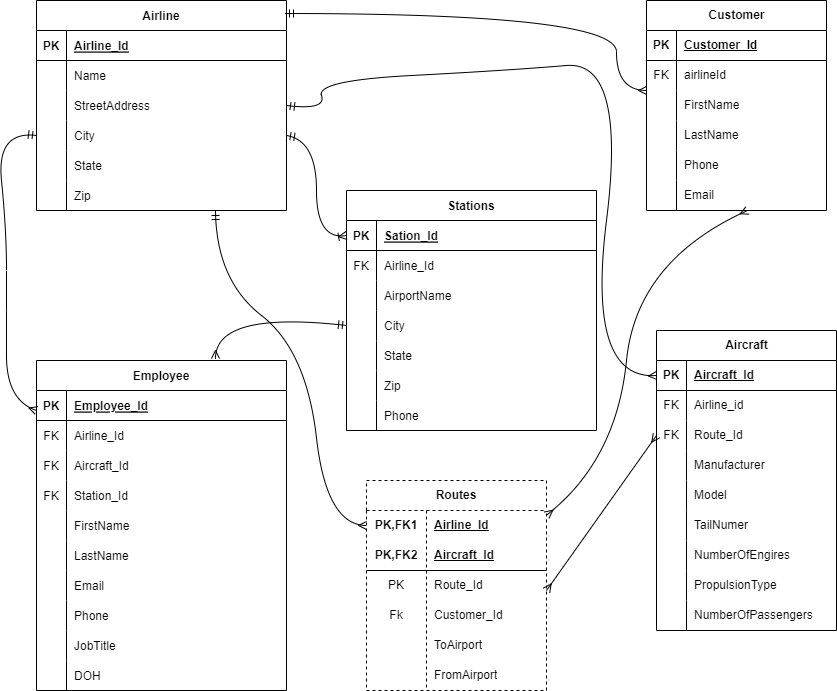 Airline
PK Airline_Id
Name
StreetAddress
City
State
Zip
Customer
PK Customer_Id
FK airlineId
FirstName
LastName
Phone
Email
Stations
PK Sation_Id
FK Airline_Id
AirportName
City
State
Zip
Phone
Aircraft
PK Aircraft_Id
FK Airline_id
FK Route_Id
Manufacturer
Model
TailNumer
NumberOfEngires
PropulsionType
NumberOfPassengers
Employee
PK Employee_Id
FK Airline_Id
FK Aircraft_Id
FK Station_Id
FirstName
LastName
Email
Phone
JobTitle
DOH
Routes
PK,FK1 Airline_Id
PK,FK2 Aircraft_Id
PK Route_Id
Fk Customer_Id
ToAirport
FromAirport